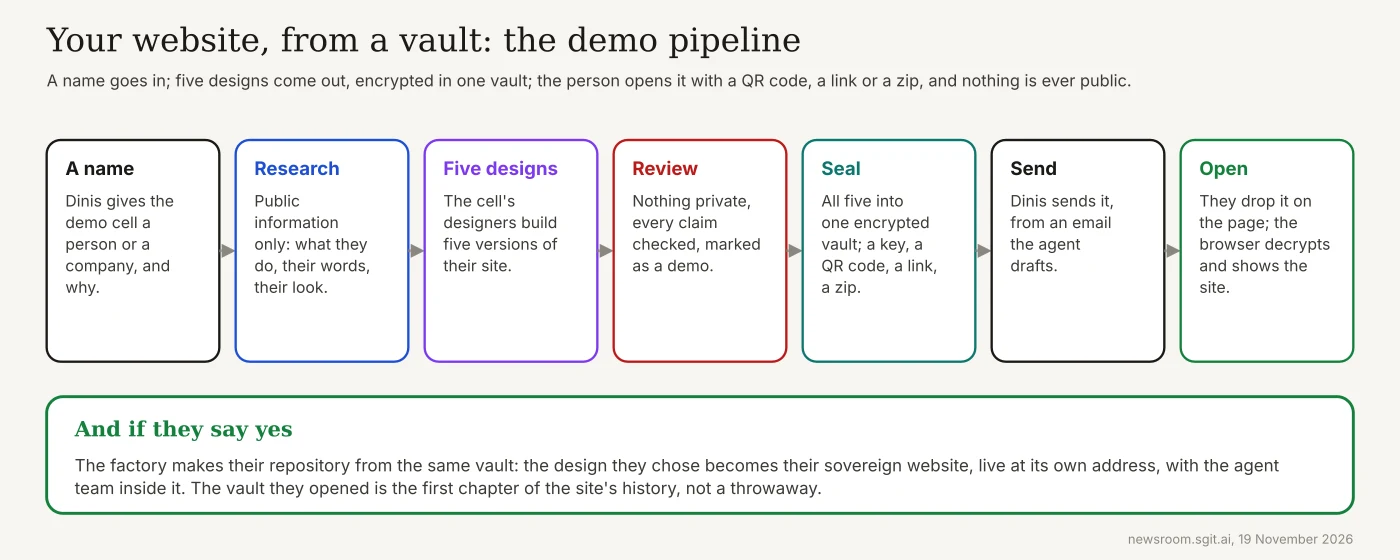 Your website, from a vault: the demo pipeline
A name goes in; five designs come out, encrypted in one vault; the person opens it with a QR code, a link or a zip, and nothing is ever public.
A name
Dinis gives the
demo cell a
person or a
company, and
why.
Research
Public
information
only: what they
do, their words,
their look.
Five designs
The cell's
designers build
five versions of
their site.
Review
Nothing private,
every claim
checked, marked
as a demo.
Seal
All five into
one encrypted
vault; a key, a
QR code, a link,
a zip.
Send
Dinis sends it,
from an email
the agent
drafts.
Open
They drop it on
the page; the
browser decrypts
and shows the
site.
And if they say yes
The factory makes their repository from the same vault: the design they chose becomes their sovereign website, live at its own address, with the agent
team inside it. The vault they opened is the first chapter of the site's history, not a throwaway.
newsroom.sgit.ai, 19 November 2026